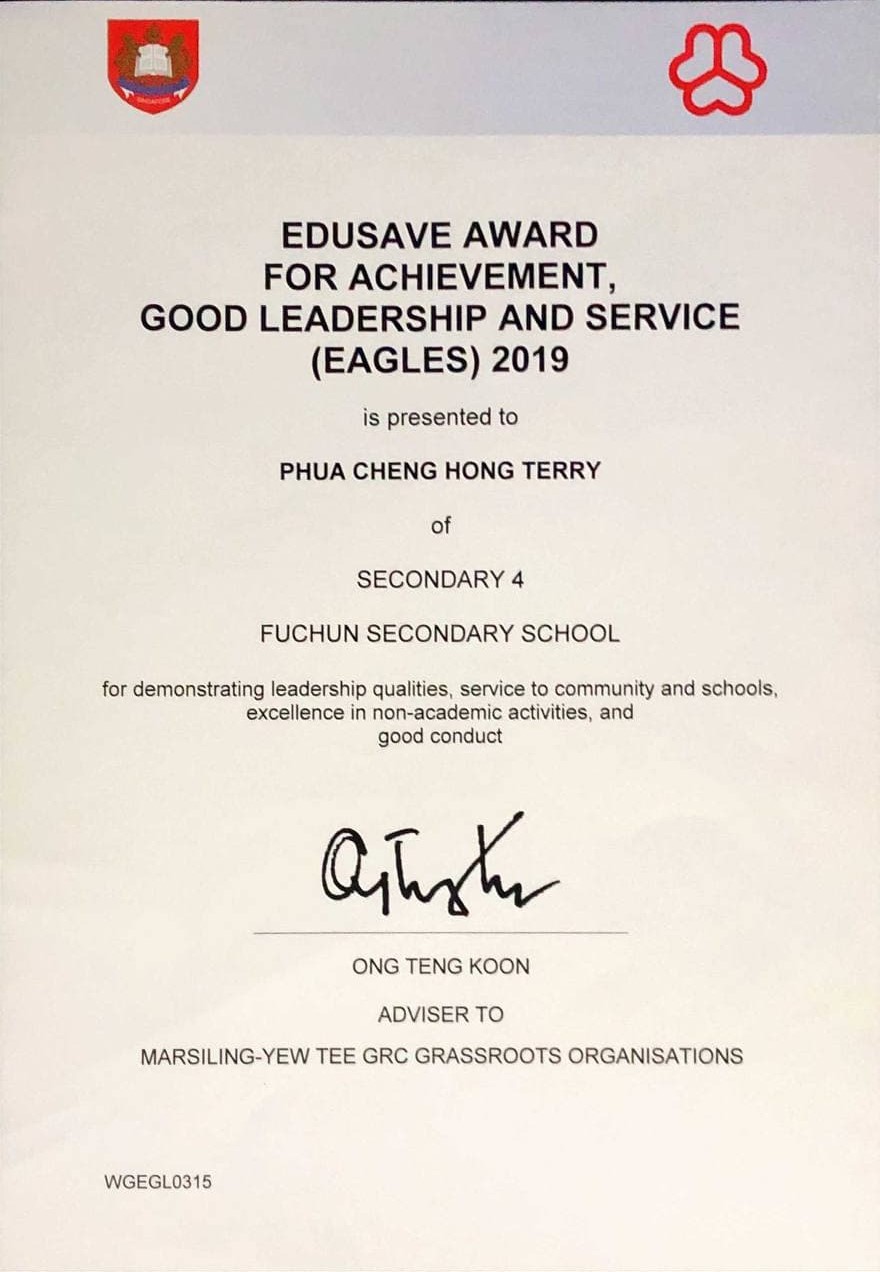 SINGAPORE
EDUSAVE AWARD
FOR ACHIEVEMENT,
GOOD LEADERSHIP AND SERVICE
(EAGLES) 2019
is presented to
PHUA CHENG HONG TERRY
of
SECONDARY 4
FUCHUN SECONDARY SCHOOL
for demonstrating leadership qualities, service to community and schools,
excellence in non-academic activities, and
good conduct
ONG TENG KOON
ADVISER TO
MARSILING-YEW TEE GRC GRASSROOTS ORGANISATIONS
WGEGL0315